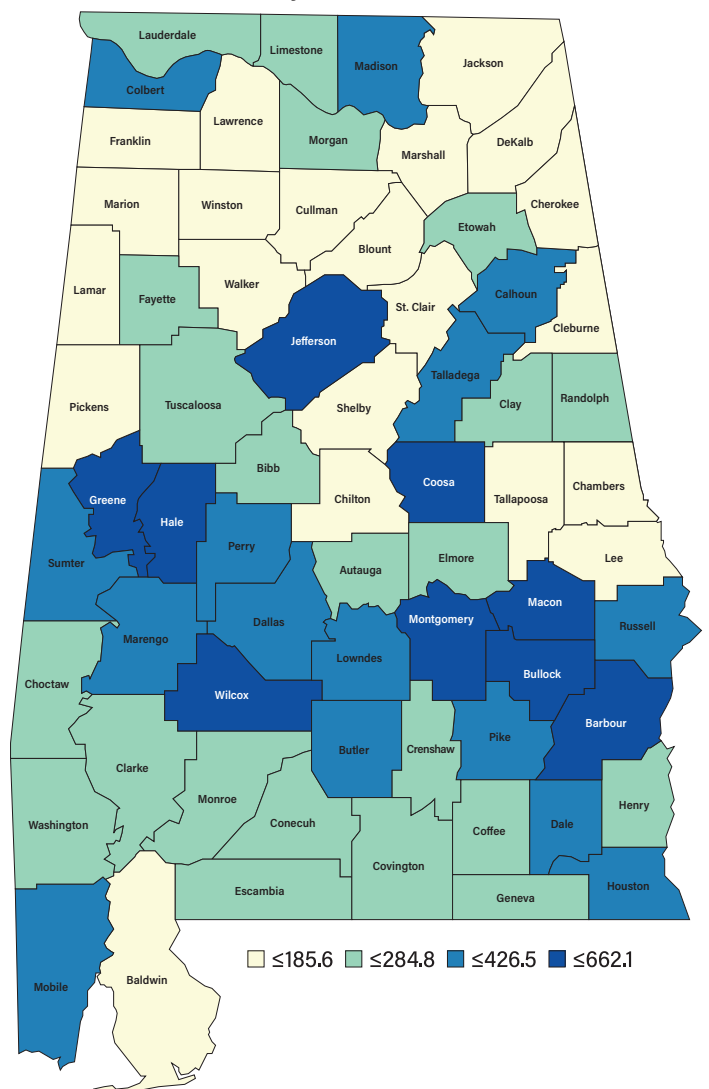 Lauderdale
Limestone
Madison
Jackson
Colbert
Lawrence
Franklin
Morgan
Marshall
DeKalb
Marion
Winston
Cullman
Cherokee
Etowah
Blount
Lamar
Fayette
Walker
St. Clair
Calhoun
Cleburne
Jefferson
Talladega
Pickens
Tuscaloosa
Shelby
Clay
Randolph
Bibb
Greene
Hale
Chilton
Coosa
Tallapoosa
Chambers
Sumter
Perry
Autauga
Elmore
Lee
Marengo
Dallas
Montgomery
Macon
Russell
Lowndes
Choctaw
Wilcox
Bullock
Barbour
Clarke
Butler
Crenshaw
Pike
Washington
Monroe
Conecuh
Coffee
Dale
Henry
Covington
Escambia
Geneva
Houston
Mobile
Baldwin
≤185.6 ≤284.8 ≤426.5 ≤662.1